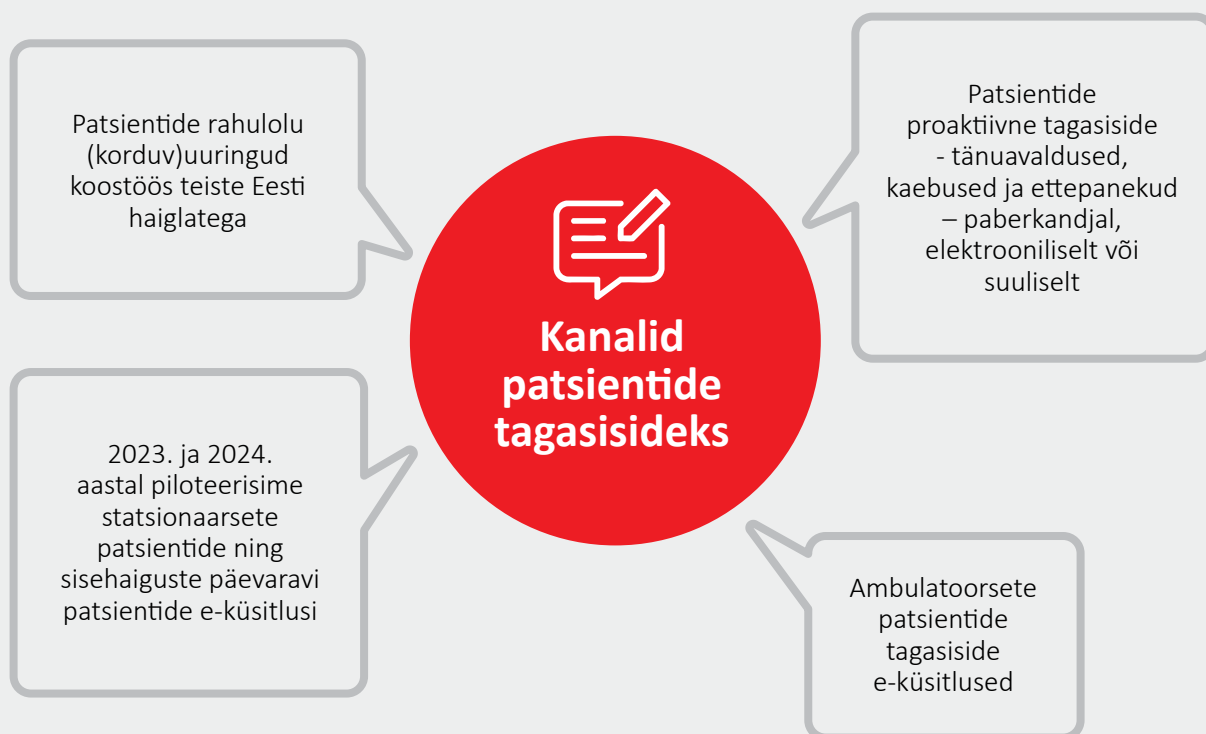 Patsientide rahulolu
(korduv)uuringud
koostöös teiste Eesti
haiglatega
Patsientide
proaktiivne tagasiside
- tänuavaldused,
kaebused ja ettepanekud
– paberkandjal,
elektrooniliselt või
suuliselt
Kanalid
patsientide
tagasisideks
2023. ja 2024.
aastal piloteerisime
statsionaarsete
patsientide ning
sisehaiguste päevaravi
patsientide e-küsitlusi
Ambulatoorsete
patsientide
tagasiside
e-küsitlused